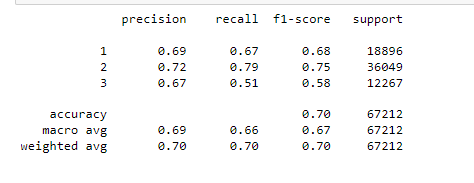 precision recall f1-score support
1 0.69 0.67 0.68 18896
2 0.72 0.79 0.75 36049
3 0.67 0.51 0.58 12267
accuracy 0.70 67212
macro avg 0.69 0.66 0.67 67212
weighted avg 0.70 0.70 0.70 67212